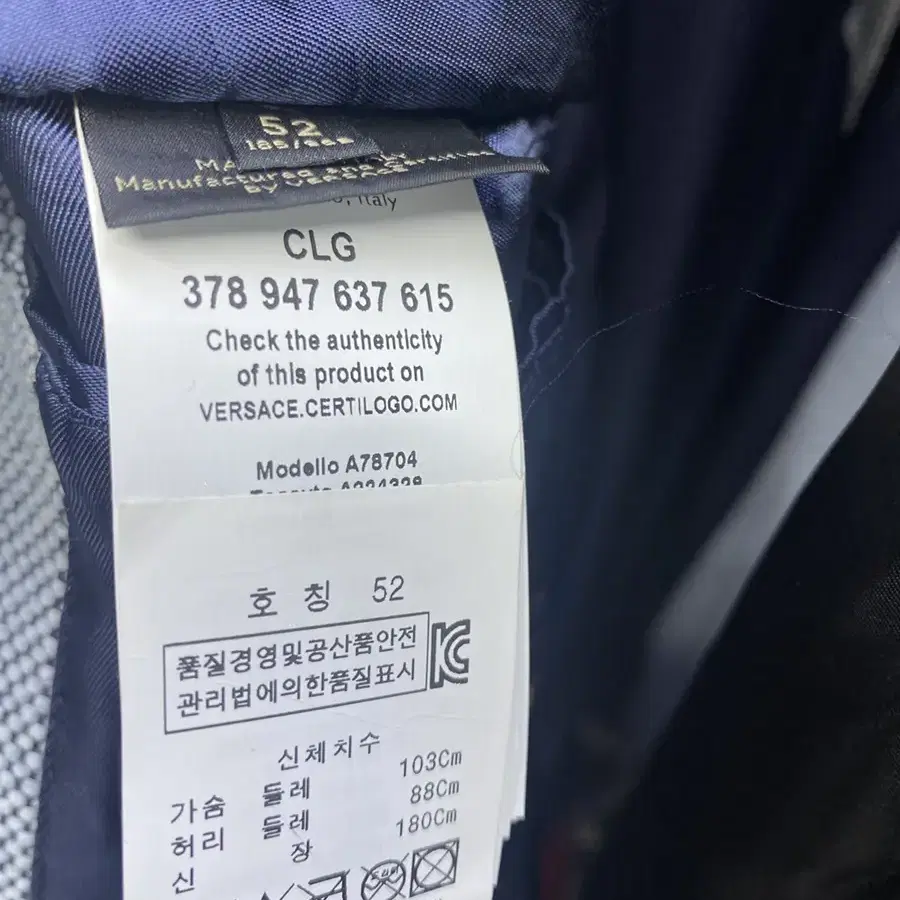 52
Manufactured
by VERSACE
Italy
CLG
378 947 637 615
Check the authenticity
of this product on
VERSACE.CERTILOGO.COM
Modello A78704
호 칭 52
품질경영및공산품안전
관리법에의한품질표시
신체치수
가슴 둘레 103Cm
허리 둘레 88Cm
신 장 180Cm